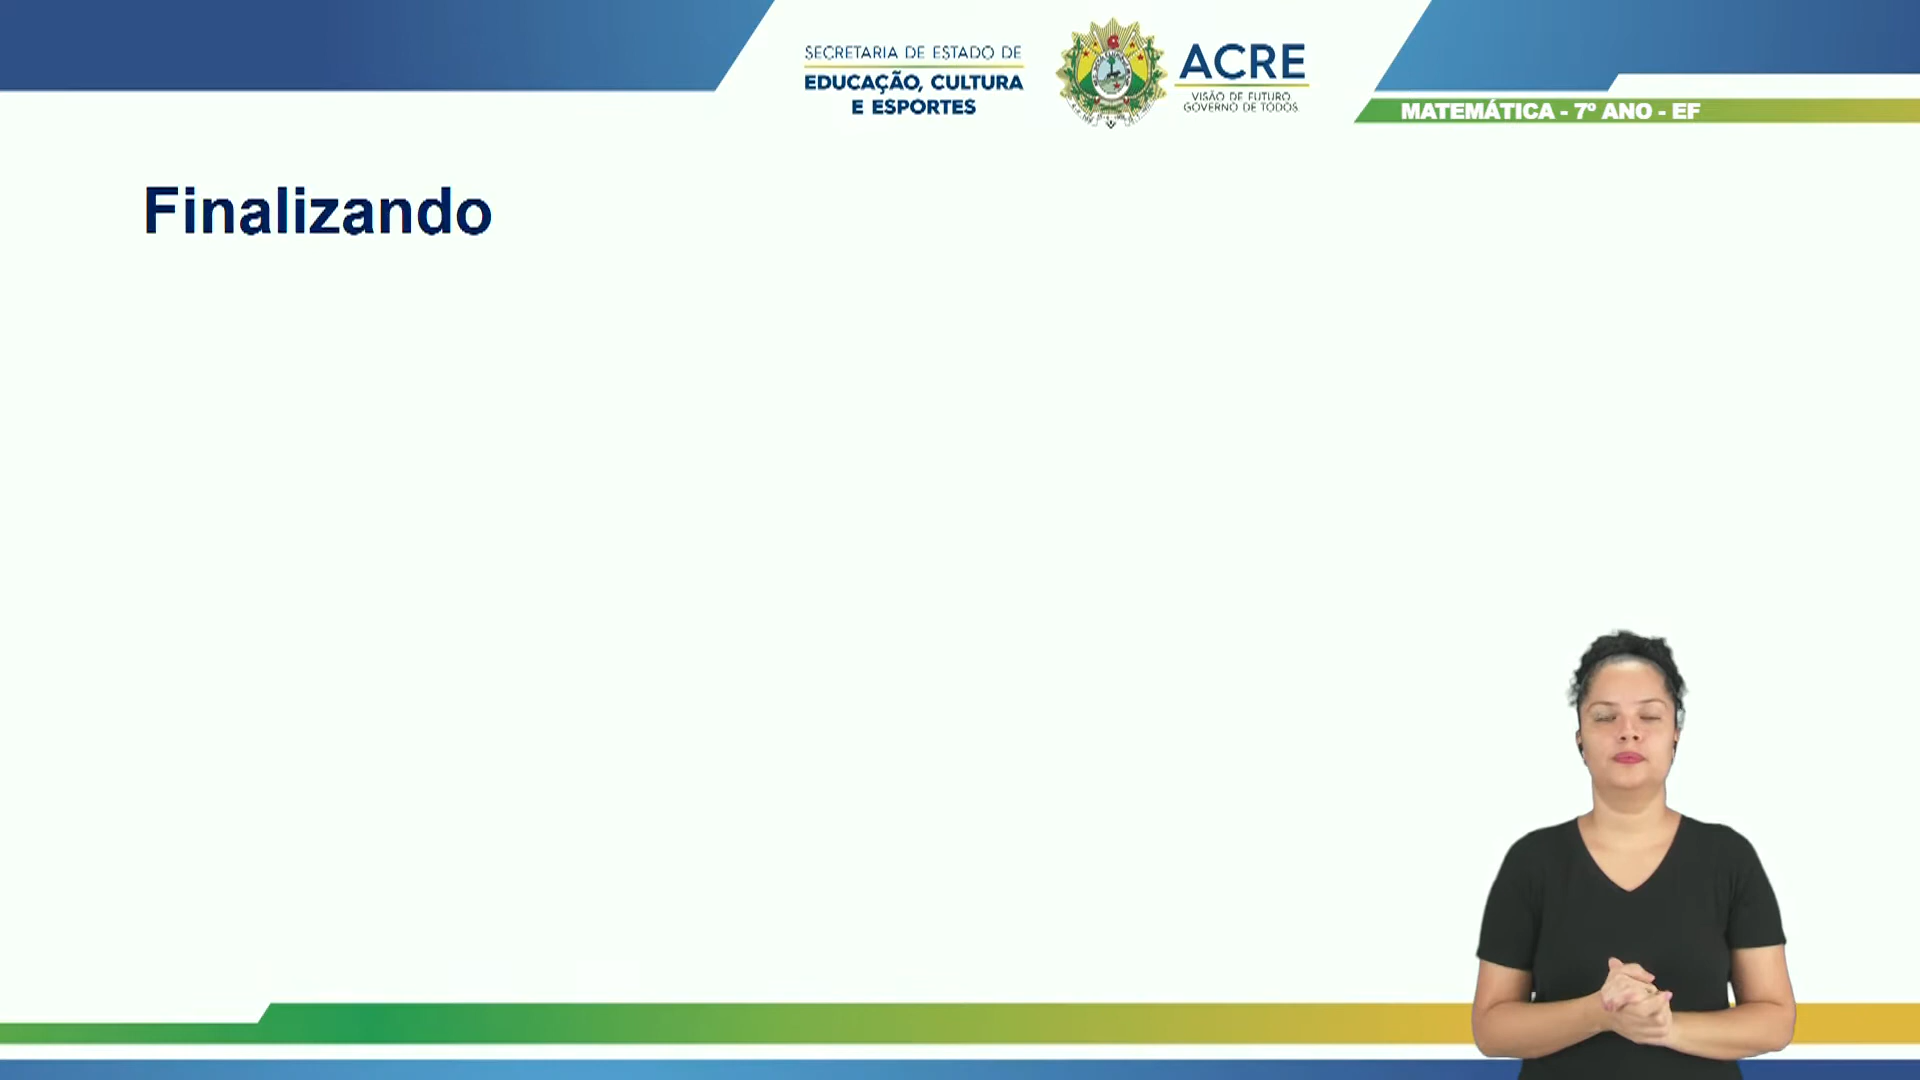 SECRETARIA DE ESTADO DE
EDUCAÇÃO, CULTURA
E ESPORTES
ACRE
VISÃO DE FUTURO
GOVERNO DE TODOS
MATEMÁTICA - 7º ANO - EF
Finalizando